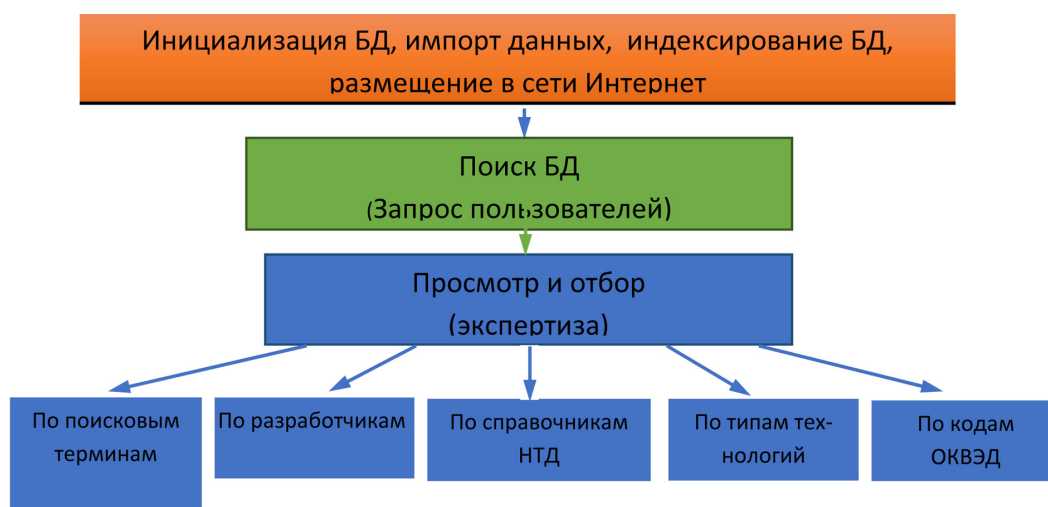 Инициализация БД, импорт данных, индексирование БД,
размещение в сети Интернет
Поиск БД
(Запрос пользователей)
Просмотр и отбор
(экспертиза)
По поисковым
терминам
По разработчикам
По справочникам
НТД
По типам тех-
нологий
По кодам
ОКВЭД